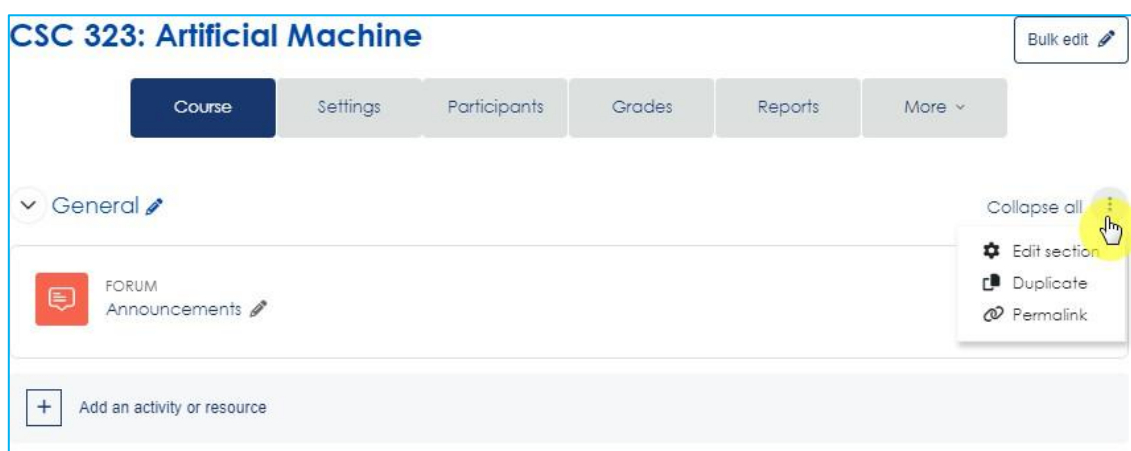 CSC 323: Artificial Machine
Bulk edit
Course Settings Participants Grades Reports More
General
Collapse all
Edit section
FORUM
Duplicate
Announcements
Permalink
Add an activity or resource